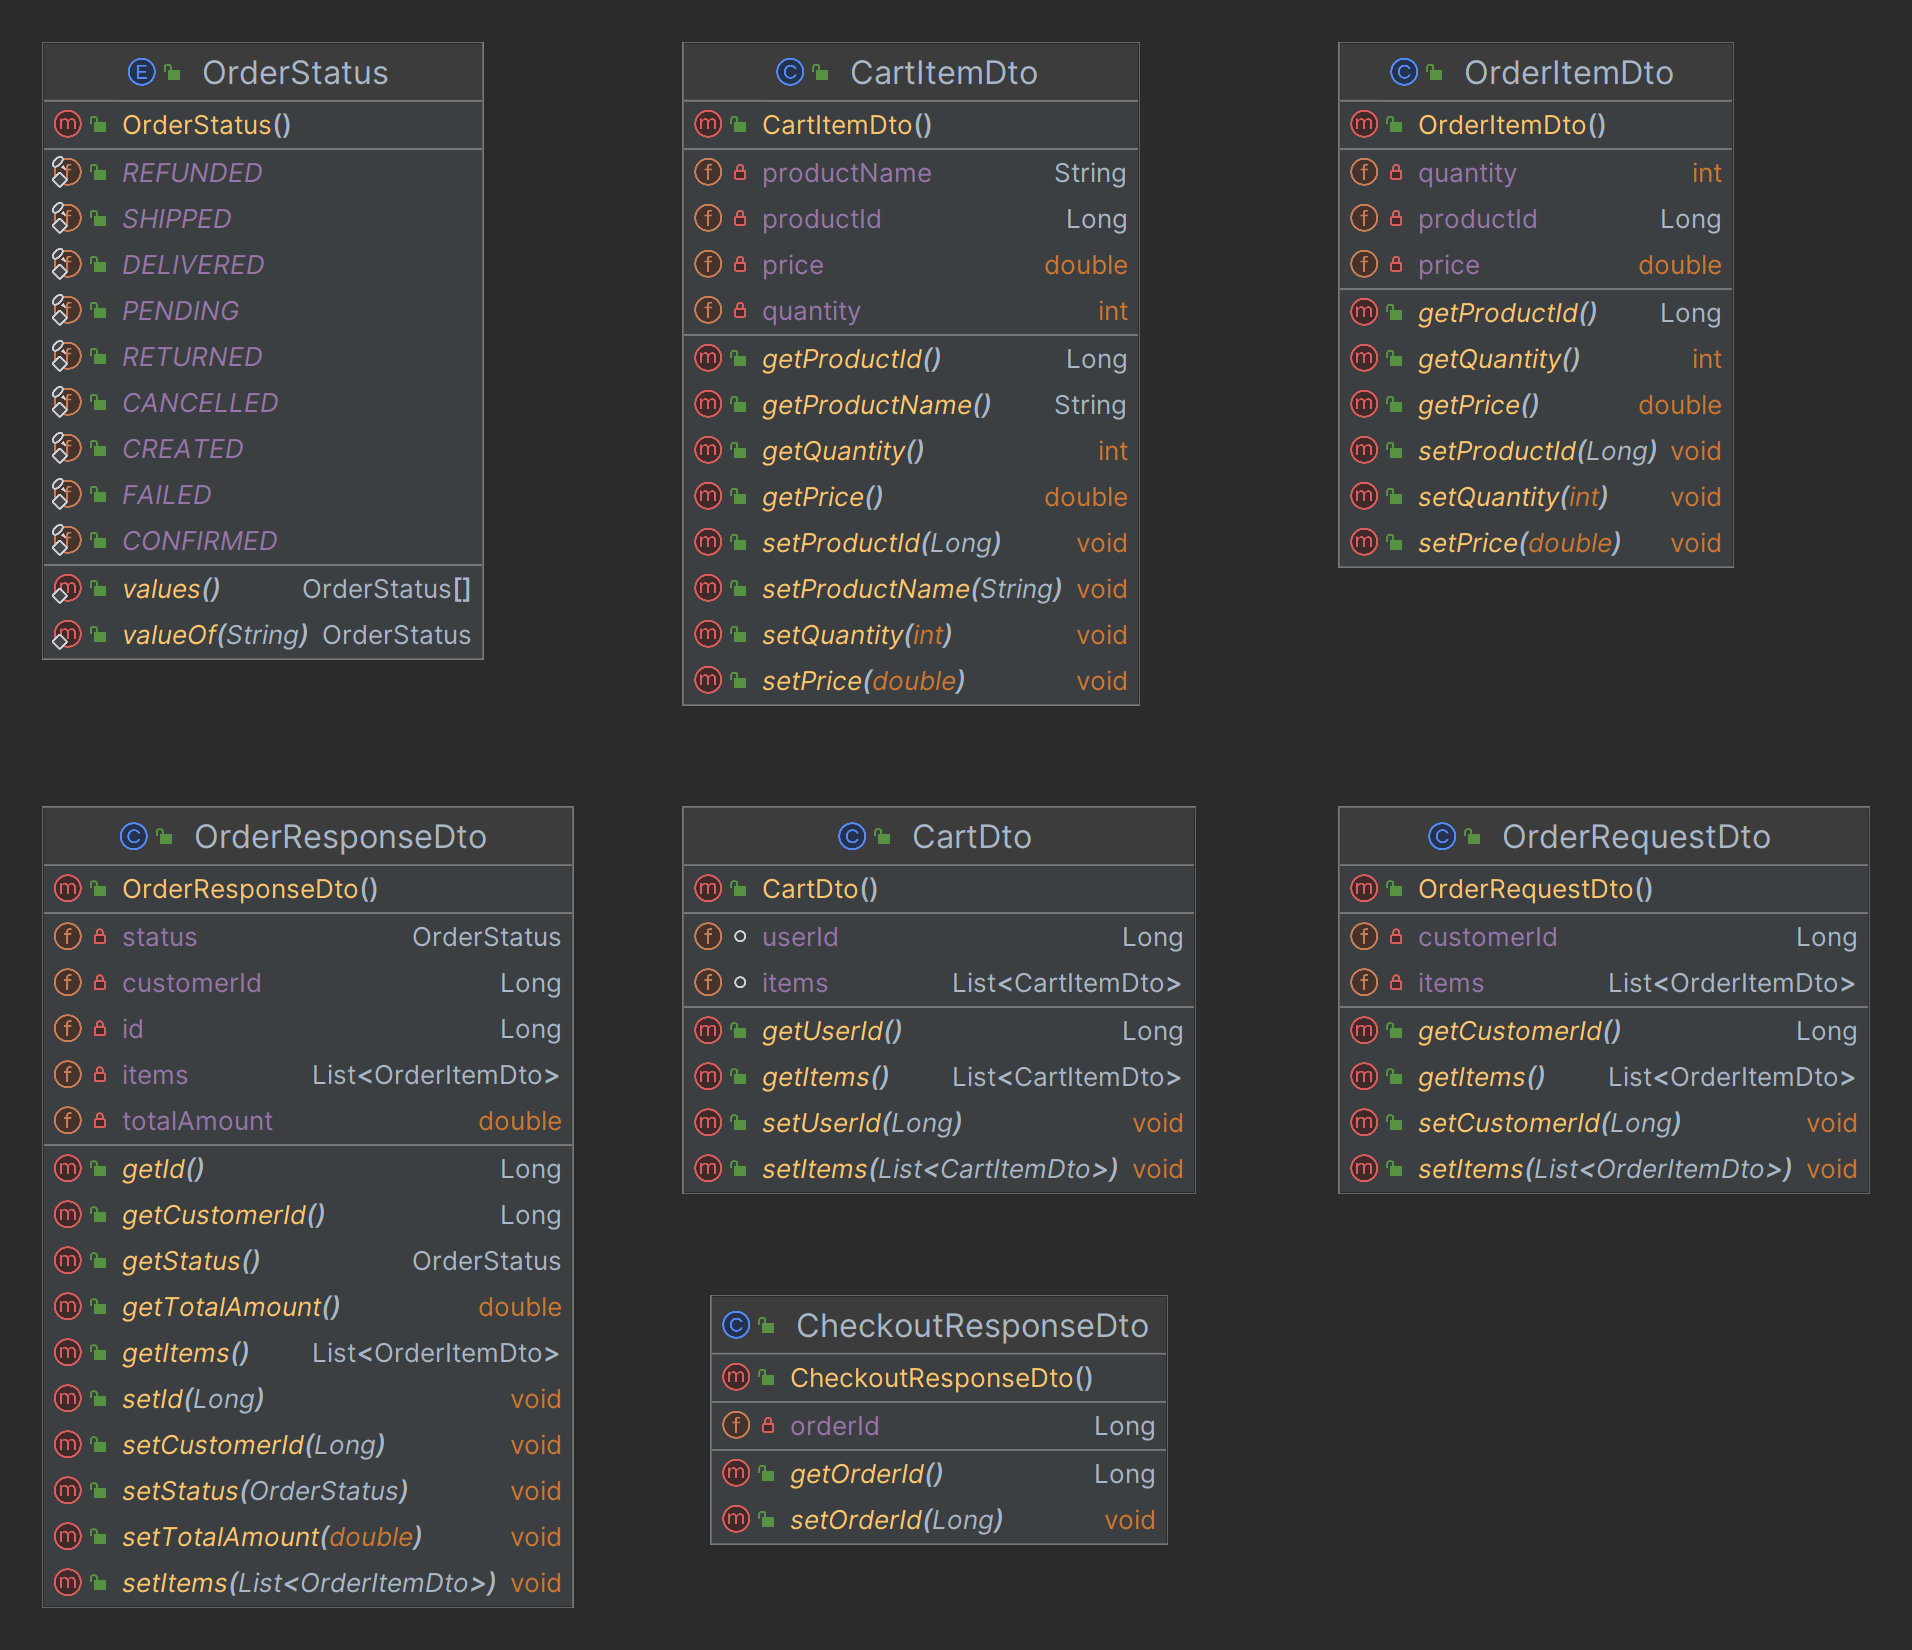 OrderStatus
OrderStatus()
REFUNDED
SHIPPED
DELIVERED
PENDING
RETURNED
CANCELLED
CREATED
FAILED
CONFIRMED
values() OrderStatus[]
valueOf(String) OrderStatus
CartItemDto
CartItemDto()
productName String
productId Long
price double
quantity int
getProductId() Long
getProductName() String
getQuantity() int
getPrice() double
setProductId(Long) void
setProductName(String) void
setQuantity(int) void
setPrice(double) void
OrderItemDto
OrderItemDto()
quantity int
productId Long
price double
getProductId() Long
getQuantity() int
getPrice() double
setProductId(Long) void
setQuantity(int) void
setPrice(double) void
OrderResponseDto
OrderResponseDto()
status OrderStatus
customerId Long
id Long
items List<OrderItemDto>
totalAmount double
getId() Long
getCustomerId() Long
getStatus() OrderStatus
getTotalAmount() double
getItems() List<OrderItemDto>
setId(Long) void
setCustomerId(Long) void
setStatus(OrderStatus) void
setTotalAmount(double) void
setItems(List<OrderItemDto>) void
CartDto
CartDto()
userId Long
items List<CartItemDto>
getUserId() Long
getItems() List<CartItemDto>
setUserId(Long) void
setItems(List<CartItemDto>) void
OrderRequestDto
OrderRequestDto()
customerId Long
items List<OrderItemDto>
getCustomerId() Long
getItems() List<OrderItemDto>
setCustomerId(Long) void
setItems(List<OrderItemDto>) void
CheckoutResponseDto
CheckoutResponseDto()
orderId Long
getOrderId() Long
setOrderId(Long) void